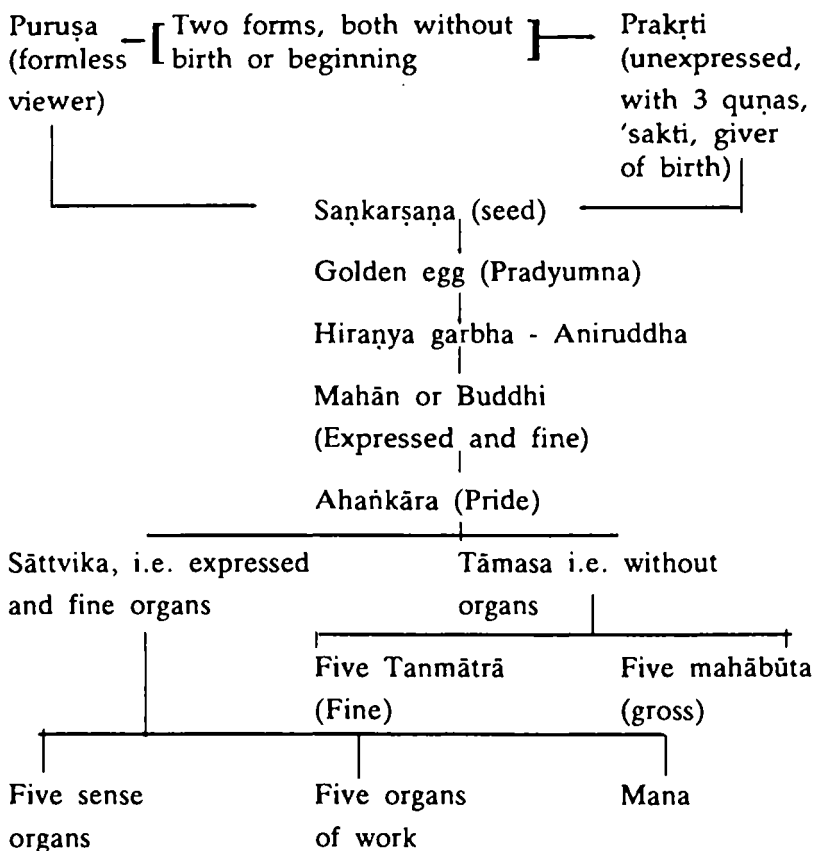 Puruṣa
(formless
viewer)
[ Two forms, both without
birth or beginning ]
Prakṛti
(unexpressed,
with 3 quṇas,
'sakti, giver
of birth)
Saṇkarṣaṇa (seed)
Golden egg (Pradyumna)
Hiraṇya garbha - Aniruddha
Mahān or Buddhi
(Expressed and fine)
Ahaṅkāra (Pride)
Sāttvika, i.e. expressed
and fine organs
Tāmasa i.e. without
organs
Five Tanmātrā
(Fine)
Five mahābūta
(gross)
Five sense
organs
Five organs
of work
Mana